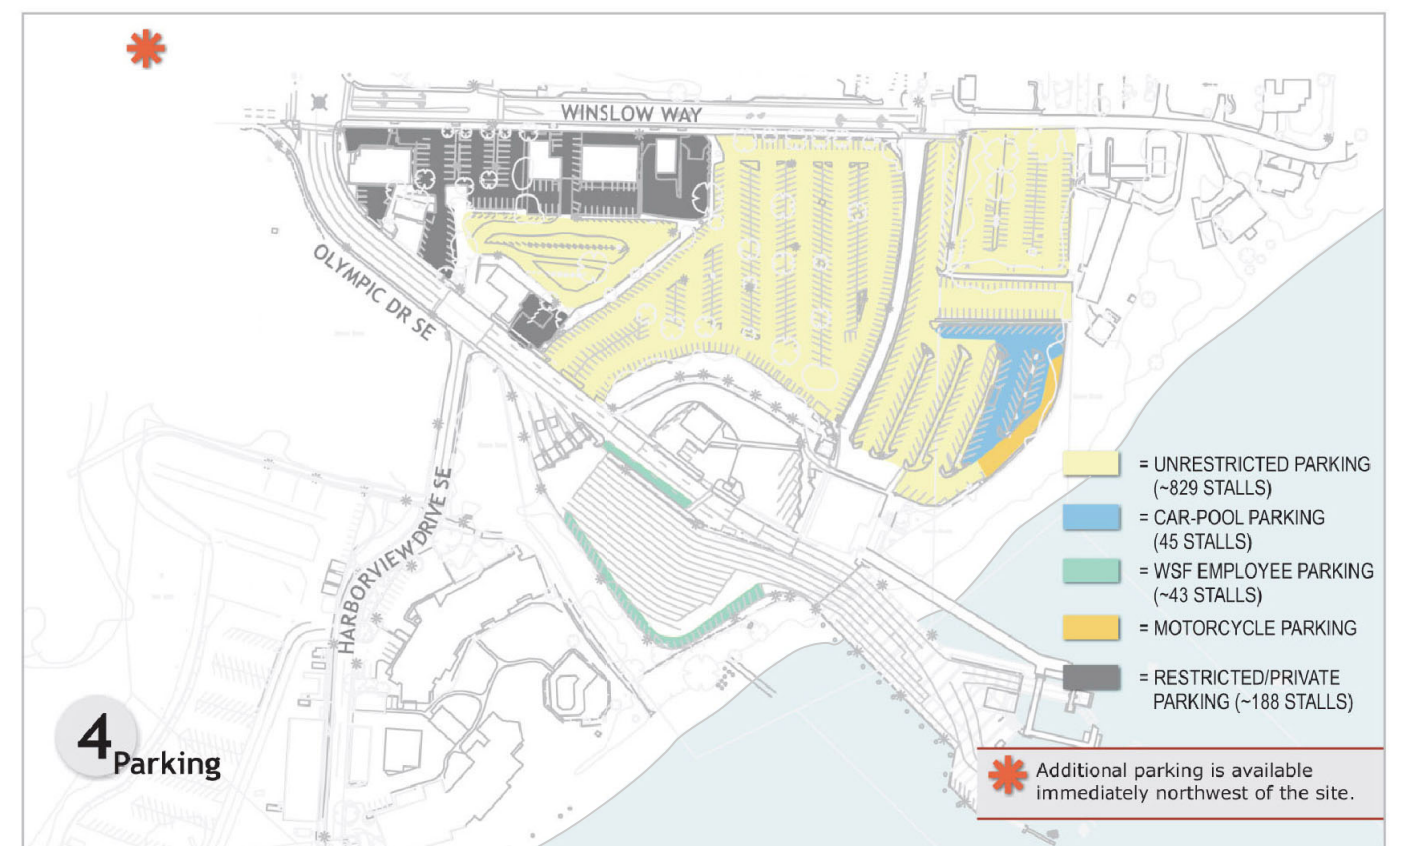 WINSLOW WAY
OLYMPIC DR SE
HARBORVIEW DRIVE SE
= UNRESTRICTED PARKING
(~829 STALLS)
= CAR-POOL PARKING
(45 STALLS)
= WSF EMPLOYEE PARKING
(~43 STALLS)
= MOTORCYCLE PARKING
= RESTRICTED/PRIVATE
PARKING (~188 STALLS)
4
Parking
Additional parking is available
immediately northwest of the site.